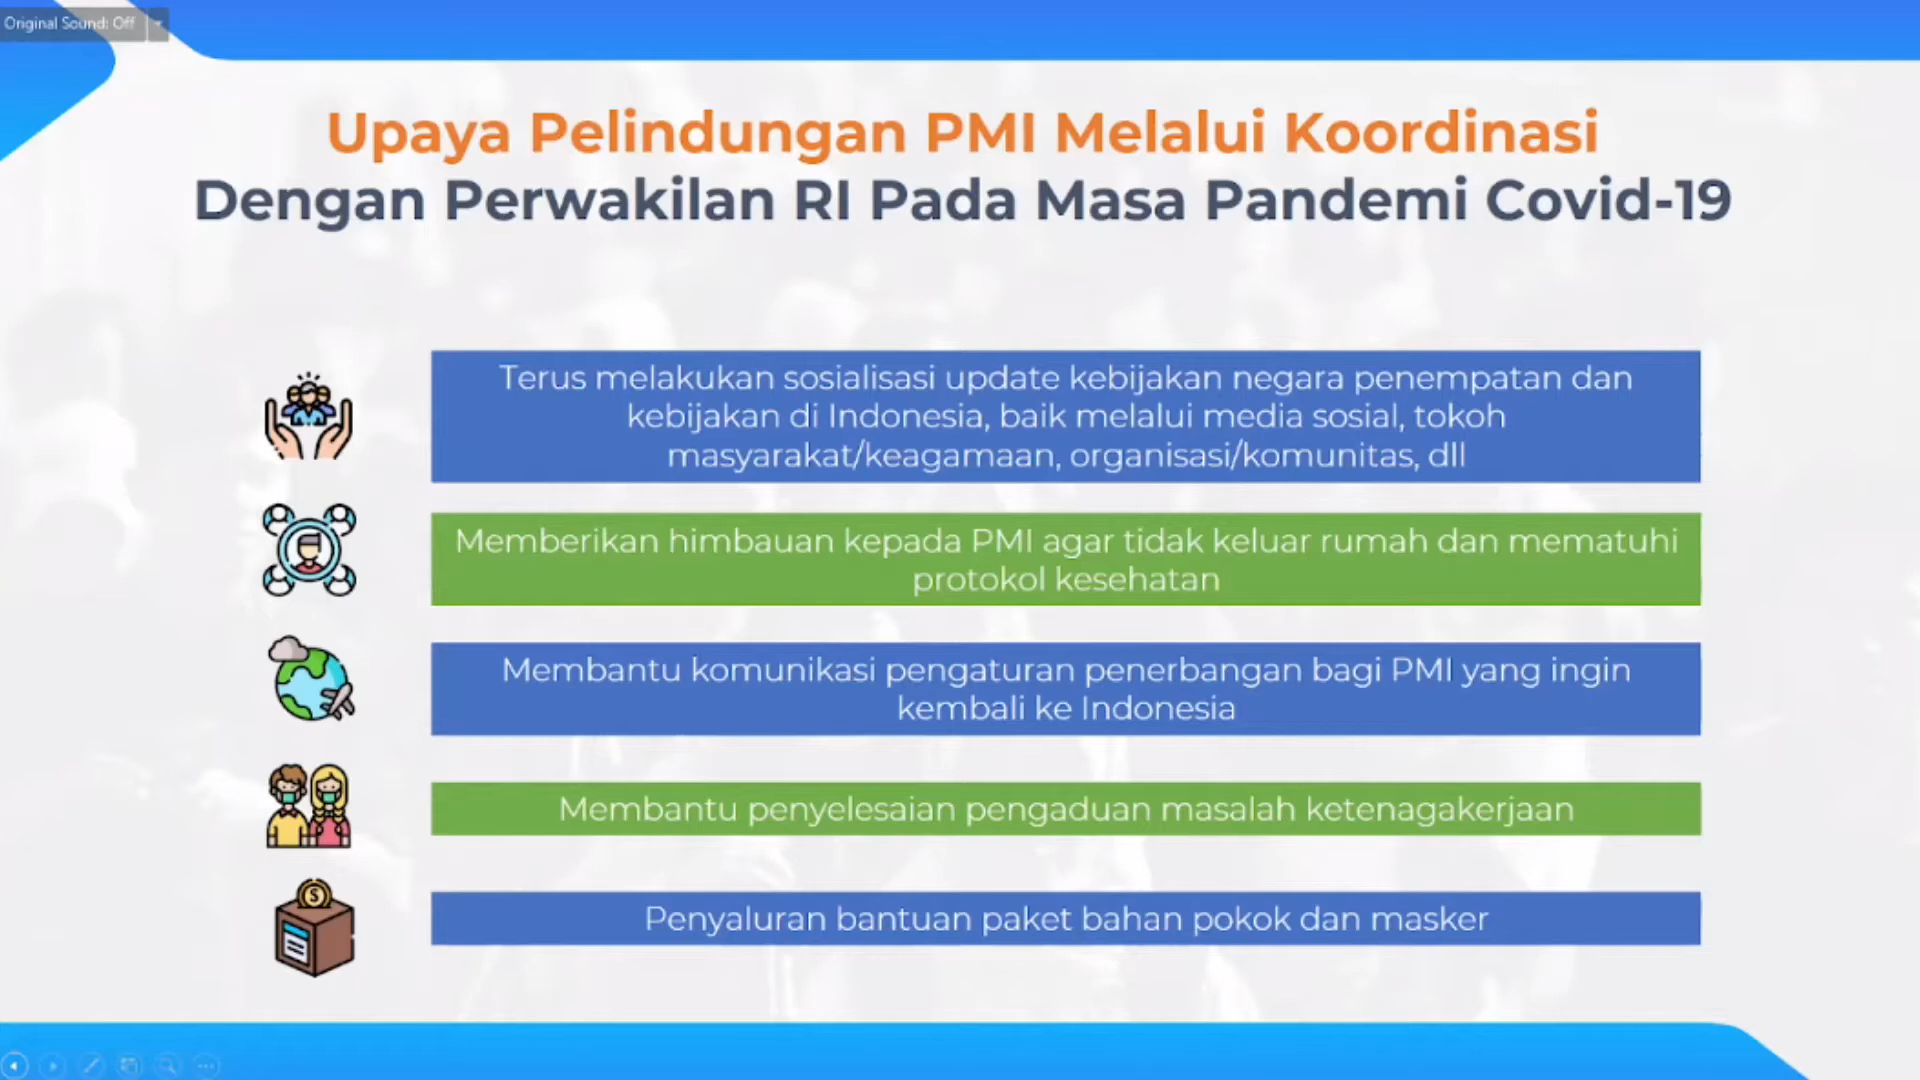 Original Sound: Off
Upaya Pelindungan PMI Melalui Koordinasi
Dengan Perwakilan RI Pada Masa Pandemi Covid-19
Terus melakukan sosialisasi update kebijakan negara penempatan dan
kebijakan di Indonesia, baik melalui media sosial, tokoh
masyarakat/keagamaan, organisasi/komunitas, dll
Memberikan himbauan kepada PMI agar tidak keluar rumah dan mematuhi
protokol kesehatan
Membantu komunikasi pengaturan penerbangan bagi PMI yang ingin
kembali ke Indonesia
Membantu penyelesaian pengaduan masalah ketenagakerjaan
Penyaluran bantuan paket bahan pokok dan masker